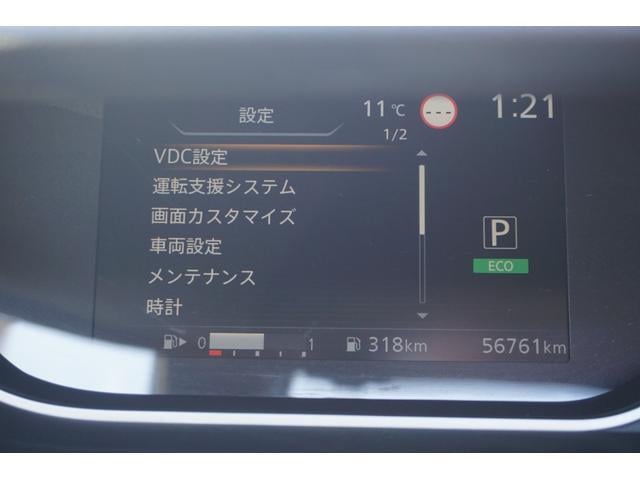 設定 11℃ --- 1:21
1/2
VDC設定
運転支援システム
画面カスタマイズ
車両設定
メンテナンス
時計
P
ECO
0 1 318km 56761km